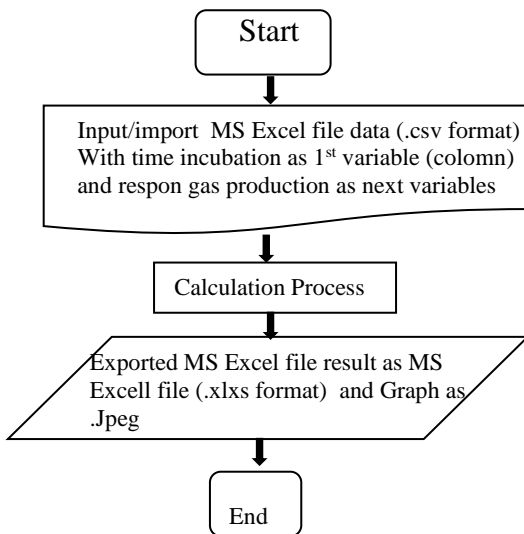 Start
Input/import MS Excel file data (.csv format)
With time incubation as 1st variable (colomn)
and respon gas production as next variables
Calculation Process
Exported MS Excel file result as MS
Excell file (.xlxs format) and Graph as
.Jpeg
End